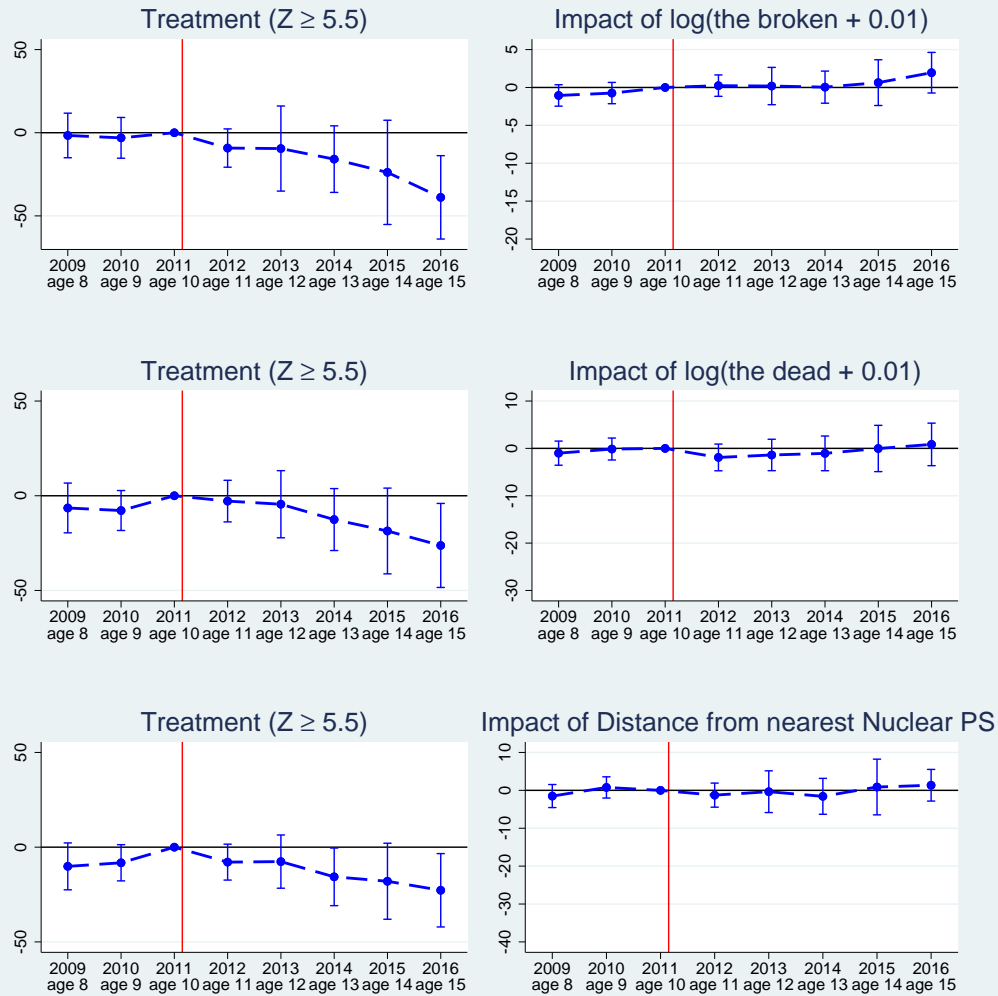 Treatment (Z ≥ 5.5)
50
0
-50
2009 2010 2011 2012 2013 2014 2015 2016
age 8 age 9 age 10 age 11 age 12 age 13 age 14 age 15
Impact of log(the broken + 0.01)
5
0
-5
-10
-15
-20
2009 2010 2011 2012 2013 2014 2015 2016
age 8 age 9 age 10 age 11 age 12 age 13 age 14 age 15
Treatment (Z ≥ 5.5)
50
0
-50
2009 2010 2011 2012 2013 2014 2015 2016
age 8 age 9 age 10 age 11 age 12 age 13 age 14 age 15
Impact of log(the dead + 0.01)
10
0
-10
-20
-30
2009 2010 2011 2012 2013 2014 2015 2016
age 8 age 9 age 10 age 11 age 12 age 13 age 14 age 15
Treatment (Z ≥ 5.5)
50
0
-50
2009 2010 2011 2012 2013 2014 2015 2016
age 8 age 9 age 10 age 11 age 12 age 13 age 14 age 15
Impact of Distance from nearest Nuclear PS
10
0
-10
-20
-30
-40
2009 2010 2011 2012 2013 2014 2015 2016
age 8 age 9 age 10 age 11 age 12 age 13 age 14 age 15